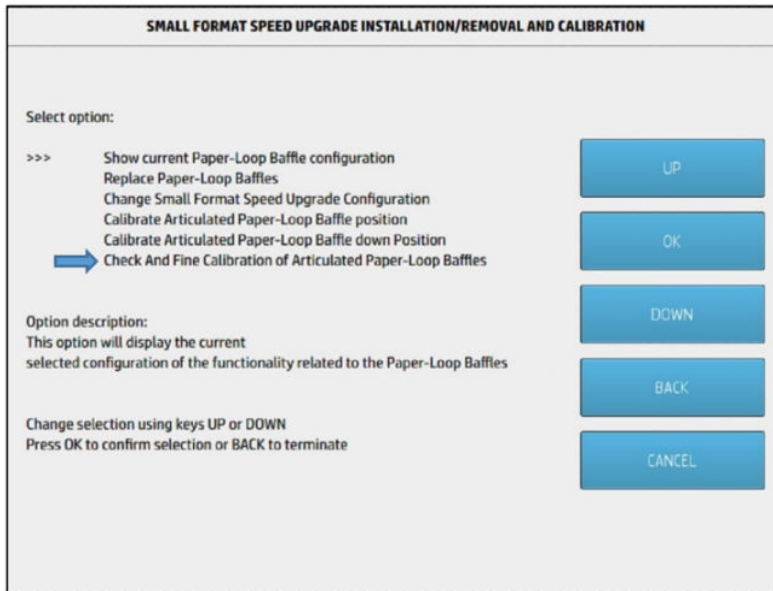 SMALL FORMAT SPEED UPGRADE INSTALLATION/REMOVAL AND CALIBRATION
Select option:
>>> Show current Paper-Loop Baffle configuration
Replace Paper-Loop Baffles
Change Small Format Speed Upgrade Configuration
Calibrate Articulated Paper-Loop Baffle position
Calibrate Articulated Paper-Loop Baffle down Position
Check And Fine Calibration of Articulated Paper-Loop Baffles
Option description:
This option will display the current
selected configuration of the functionality related to the Paper-Loop Baffles
Change selection using keys UP or DOWN
Press OK to confirm selection or BACK to terminate
UP
OK
DOWN
BACK
CANCEL